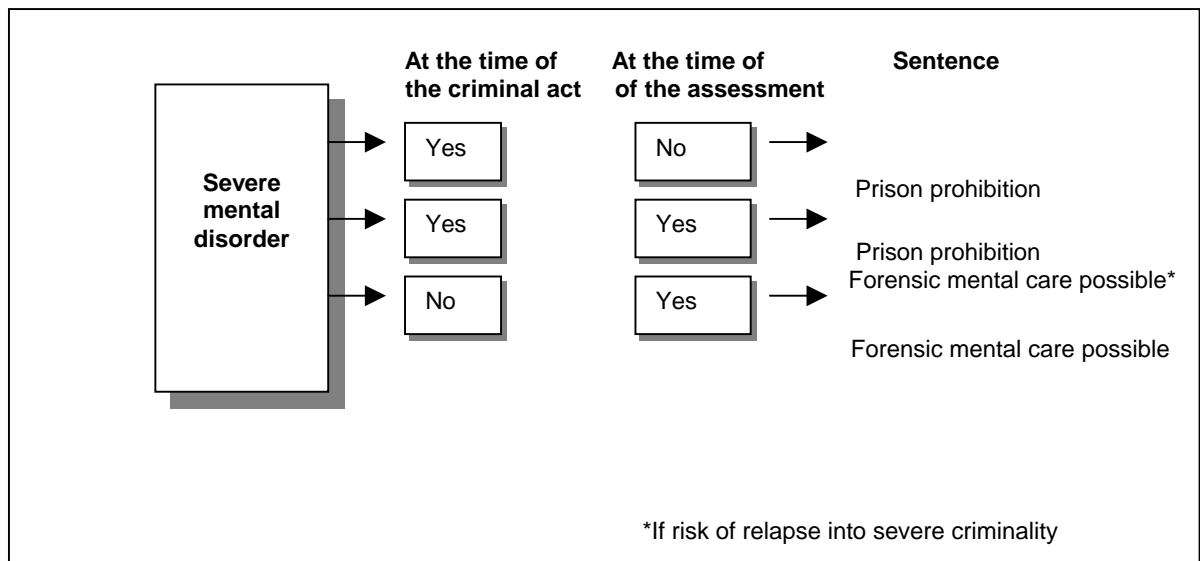 At the time of
the criminal act
At the time of
of the assessment
Sentence
Severe
mental
disorder
Yes
No
Prison prohibition
Yes
Yes
Prison prohibition
Forensic mental care possible*
No
Yes
Forensic mental care possible
*If risk of relapse into severe criminality